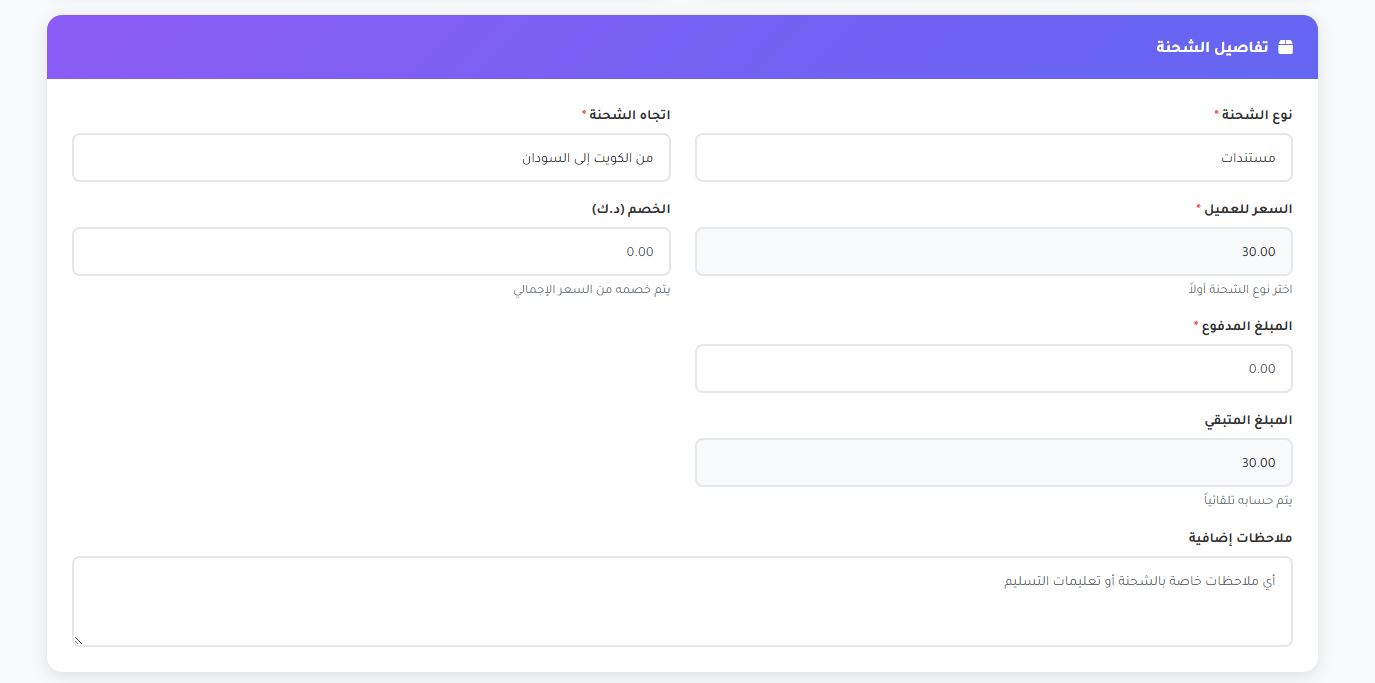 تفاصيل الشحنة
نوع الشحنة *
اتجاه الشحنة *
مستندات
من الكويت إلى السودان
السعر للعميل *
الخصم (د.ك)
30.00
0.00
اختر نوع الشحنة أولاً
يتم خصمه من السعر الإجمالي
المبلغ المدفوع *
0.00
المبلغ المتبقي
30.00
يتم حسابه تلقائياً
ملاحظات إضافية
أي ملاحظات خاصة بالشحنة أو تعليمات التسليم